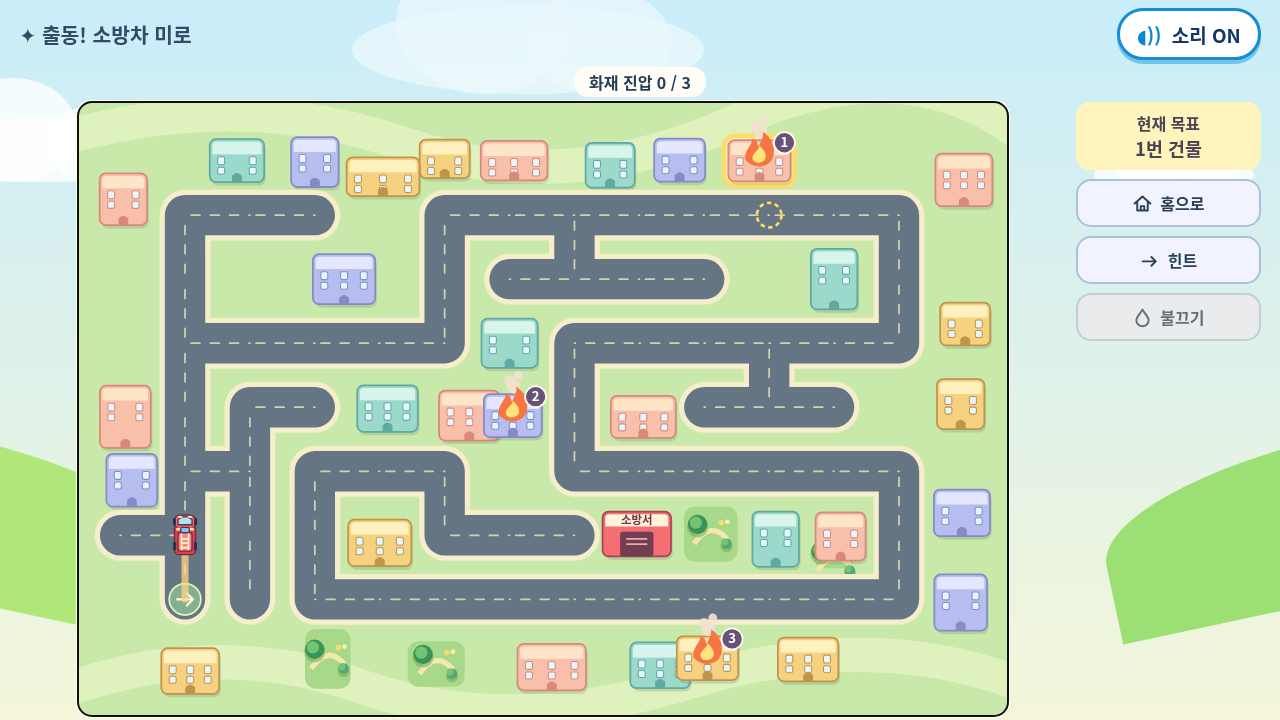 ✦ 출동! 소방차 미로
소리 ON
화재 진압 0 / 3
현재 목표
1번 건물
홈으로
힌트
불끄기
1
2
소방서
3